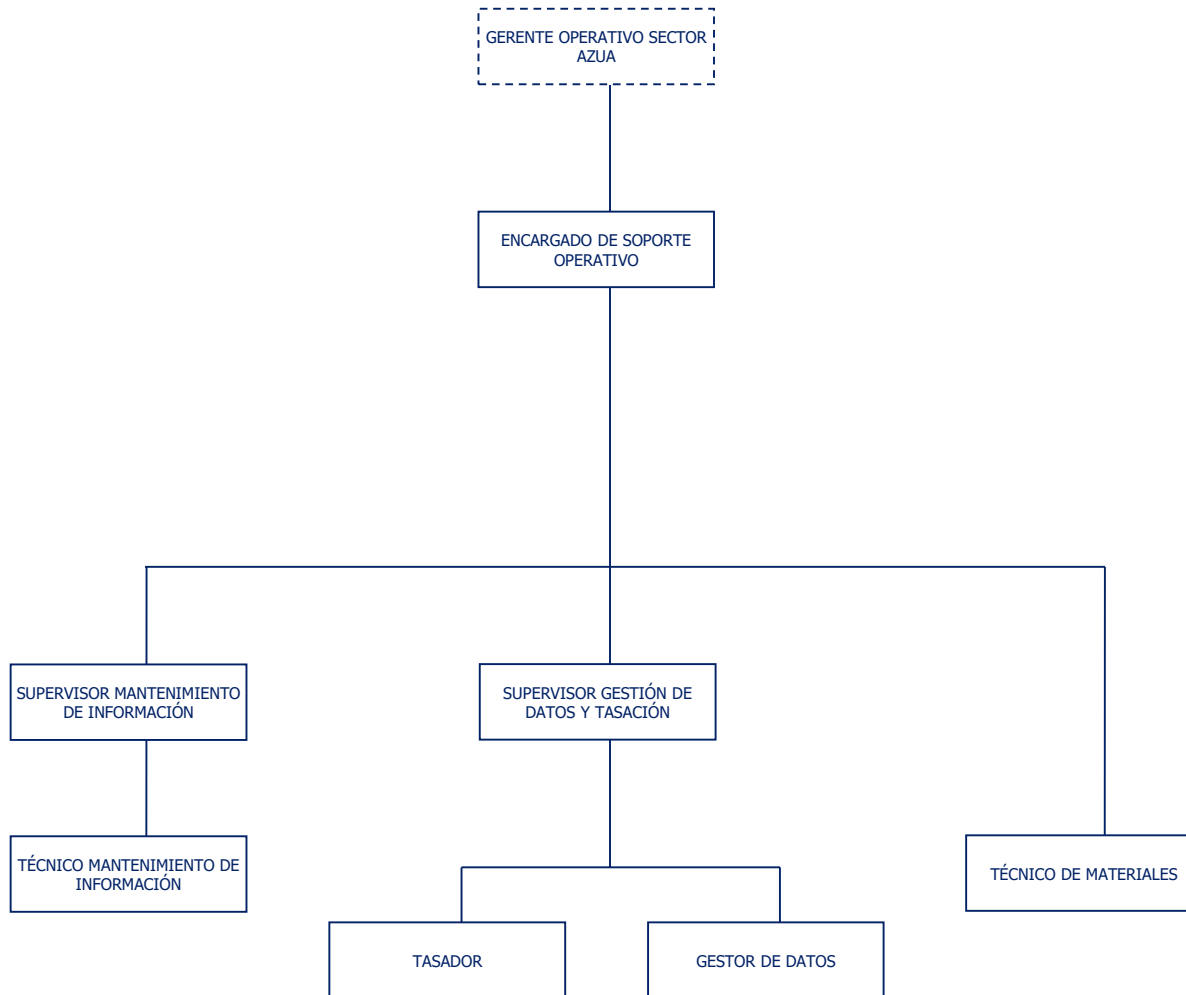 GERENTE OPERATIVO SECTOR
AZUA
ENCARGADO DE SOPORTE
OPERATIVO
SUPERVISOR MANTENIMIENTO
DE INFORMACIÓN
SUPERVISOR GESTIÓN DE
DATOS Y TASACIÓN
TÉCNICO MANTENIMIENTO DE
INFORMACIÓN
TÉCNICO DE MATERIALES
TASADOR
GESTOR DE DATOS